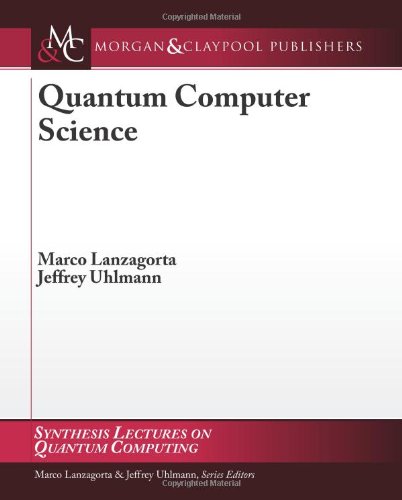 Copyrighted Material
M&C
MORGAN&CLAYPOOL PUBLISHERS
Quantum Computer
Science
Marco Lanzagorta
Jeffrey Uhlmann
SYNTHESIS LECTURES ON
QUANTUM COMPUTING
Marco Lanzagorta & Jeffrey Uhlmann, Series Editors
Copyrighted Material